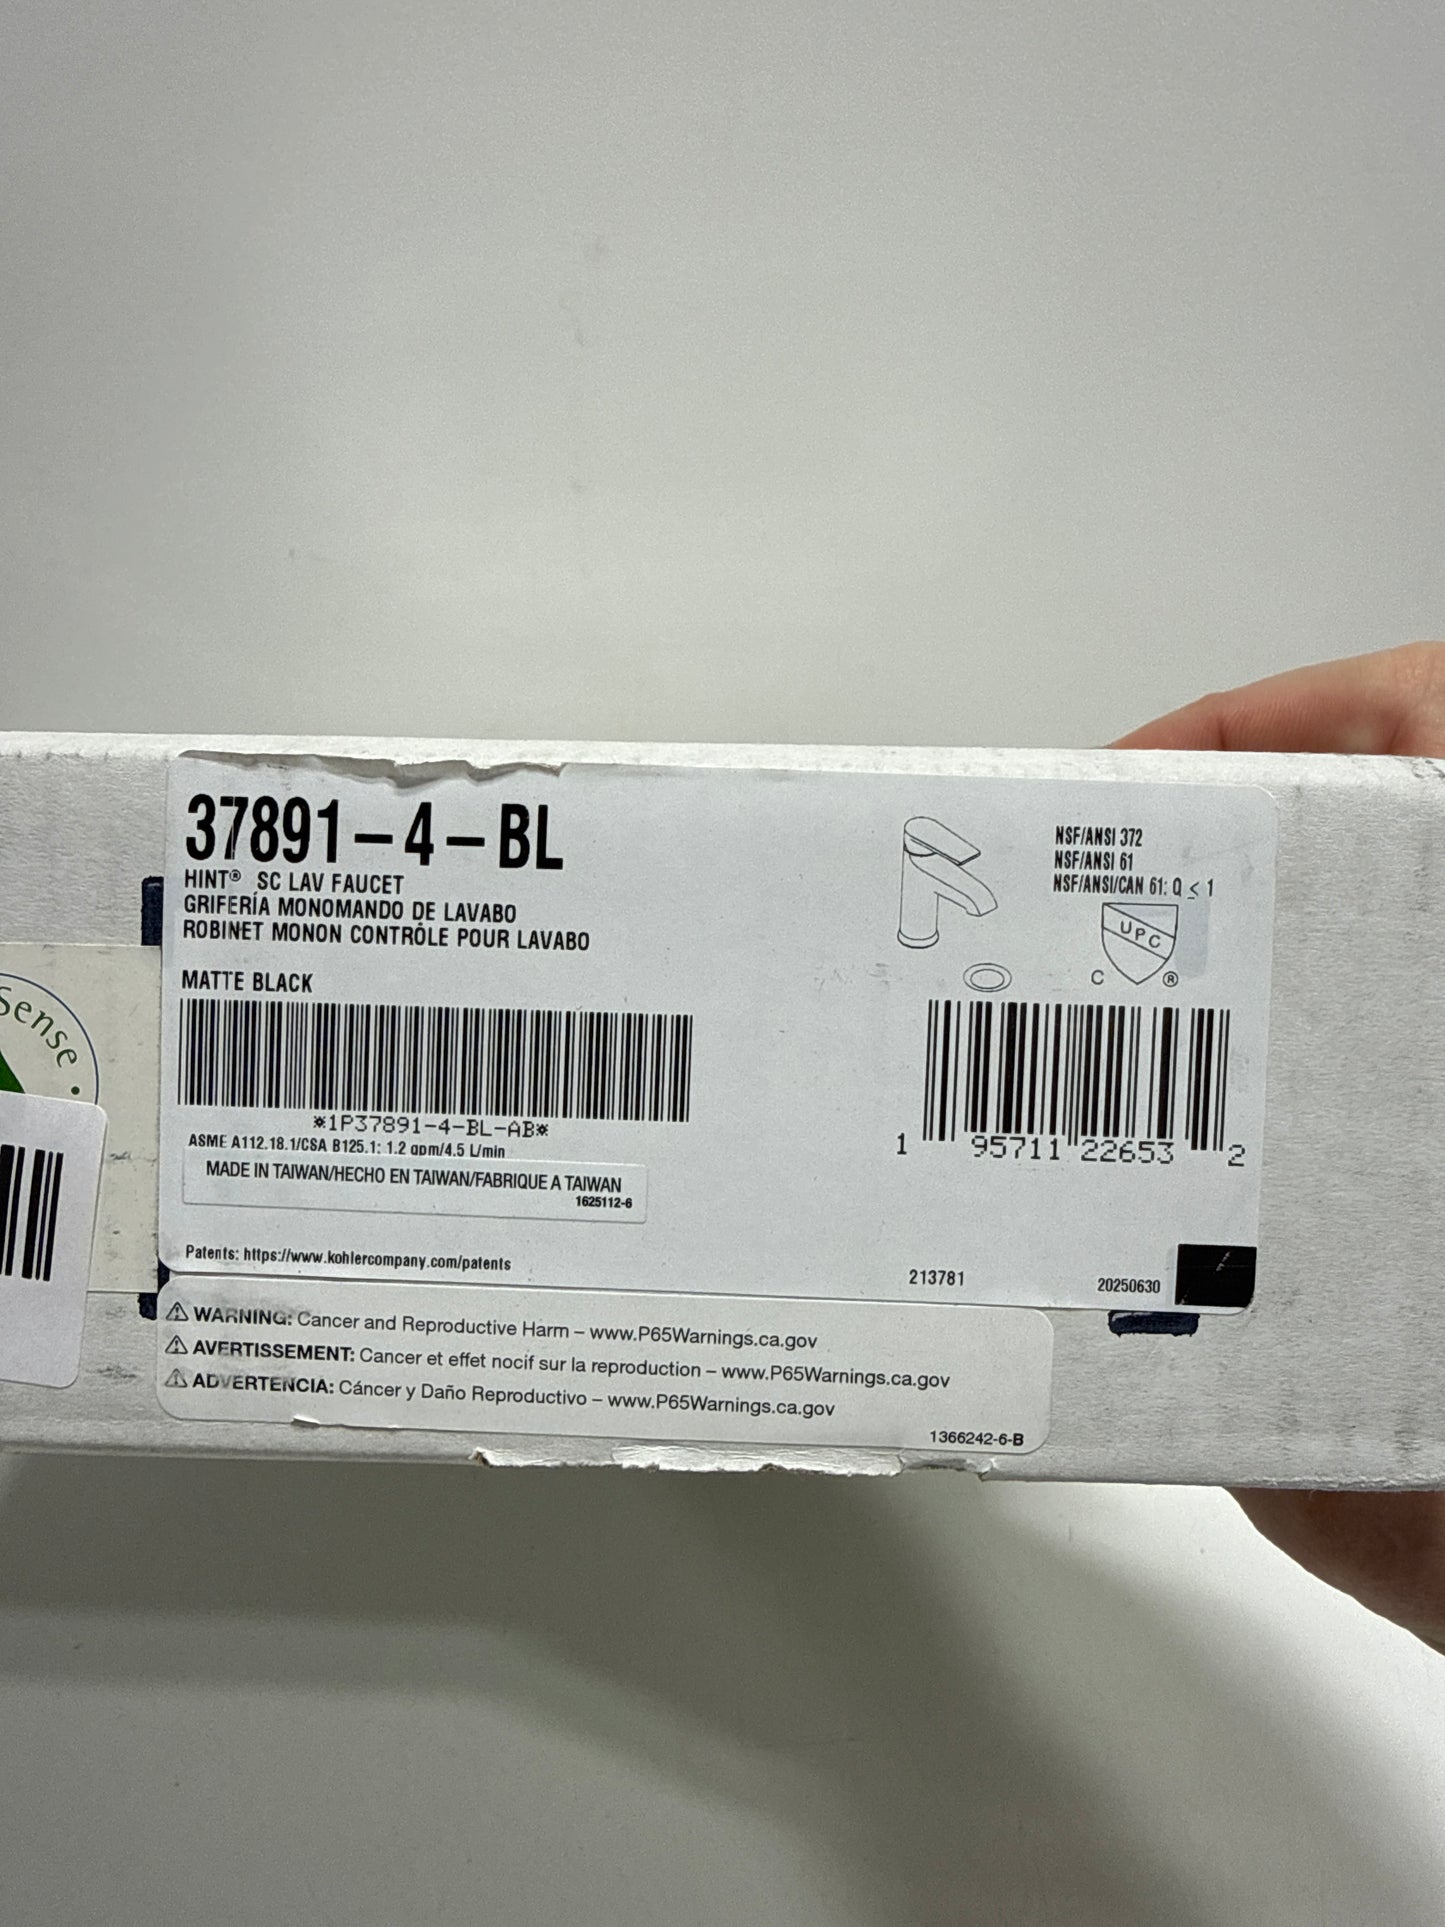 37891-4-BL
HINT® SC LAV FAUCET
GRIFERÍA MONOMANDO DE LAVABO
ROBINET MONON CONTRÔLE POUR LAVABO
MATTE BLACK
*1P37891-4-BL-AB*
ASME A112.18.1/CSA B125.1: 1.2 gpm/4.5 L/min
MADE IN TAIWAN/HECHO EN TAIWAN/FABRIQUE A TAIWAN
1625112-6
Patents: https://www.kohlercompany.com/patents
NSF/ANSI 372
NSF/ANSI 61
NSF/ANSI/CAN 61: Q ≤ 1
UPC
C ®
1 95711 22653 2
213781
20250630
Sense
⚠ WARNING: Cancer and Reproductive Harm – www.P65Warnings.ca.gov
⚠ AVERTISSEMENT: Cancer et effet nocif sur la reproduction – www.P65Warnings.ca.gov
⚠ ADVERTENCIA: Cáncer y Daño Reproductivo – www.P65Warnings.ca.gov
1366242-6-B